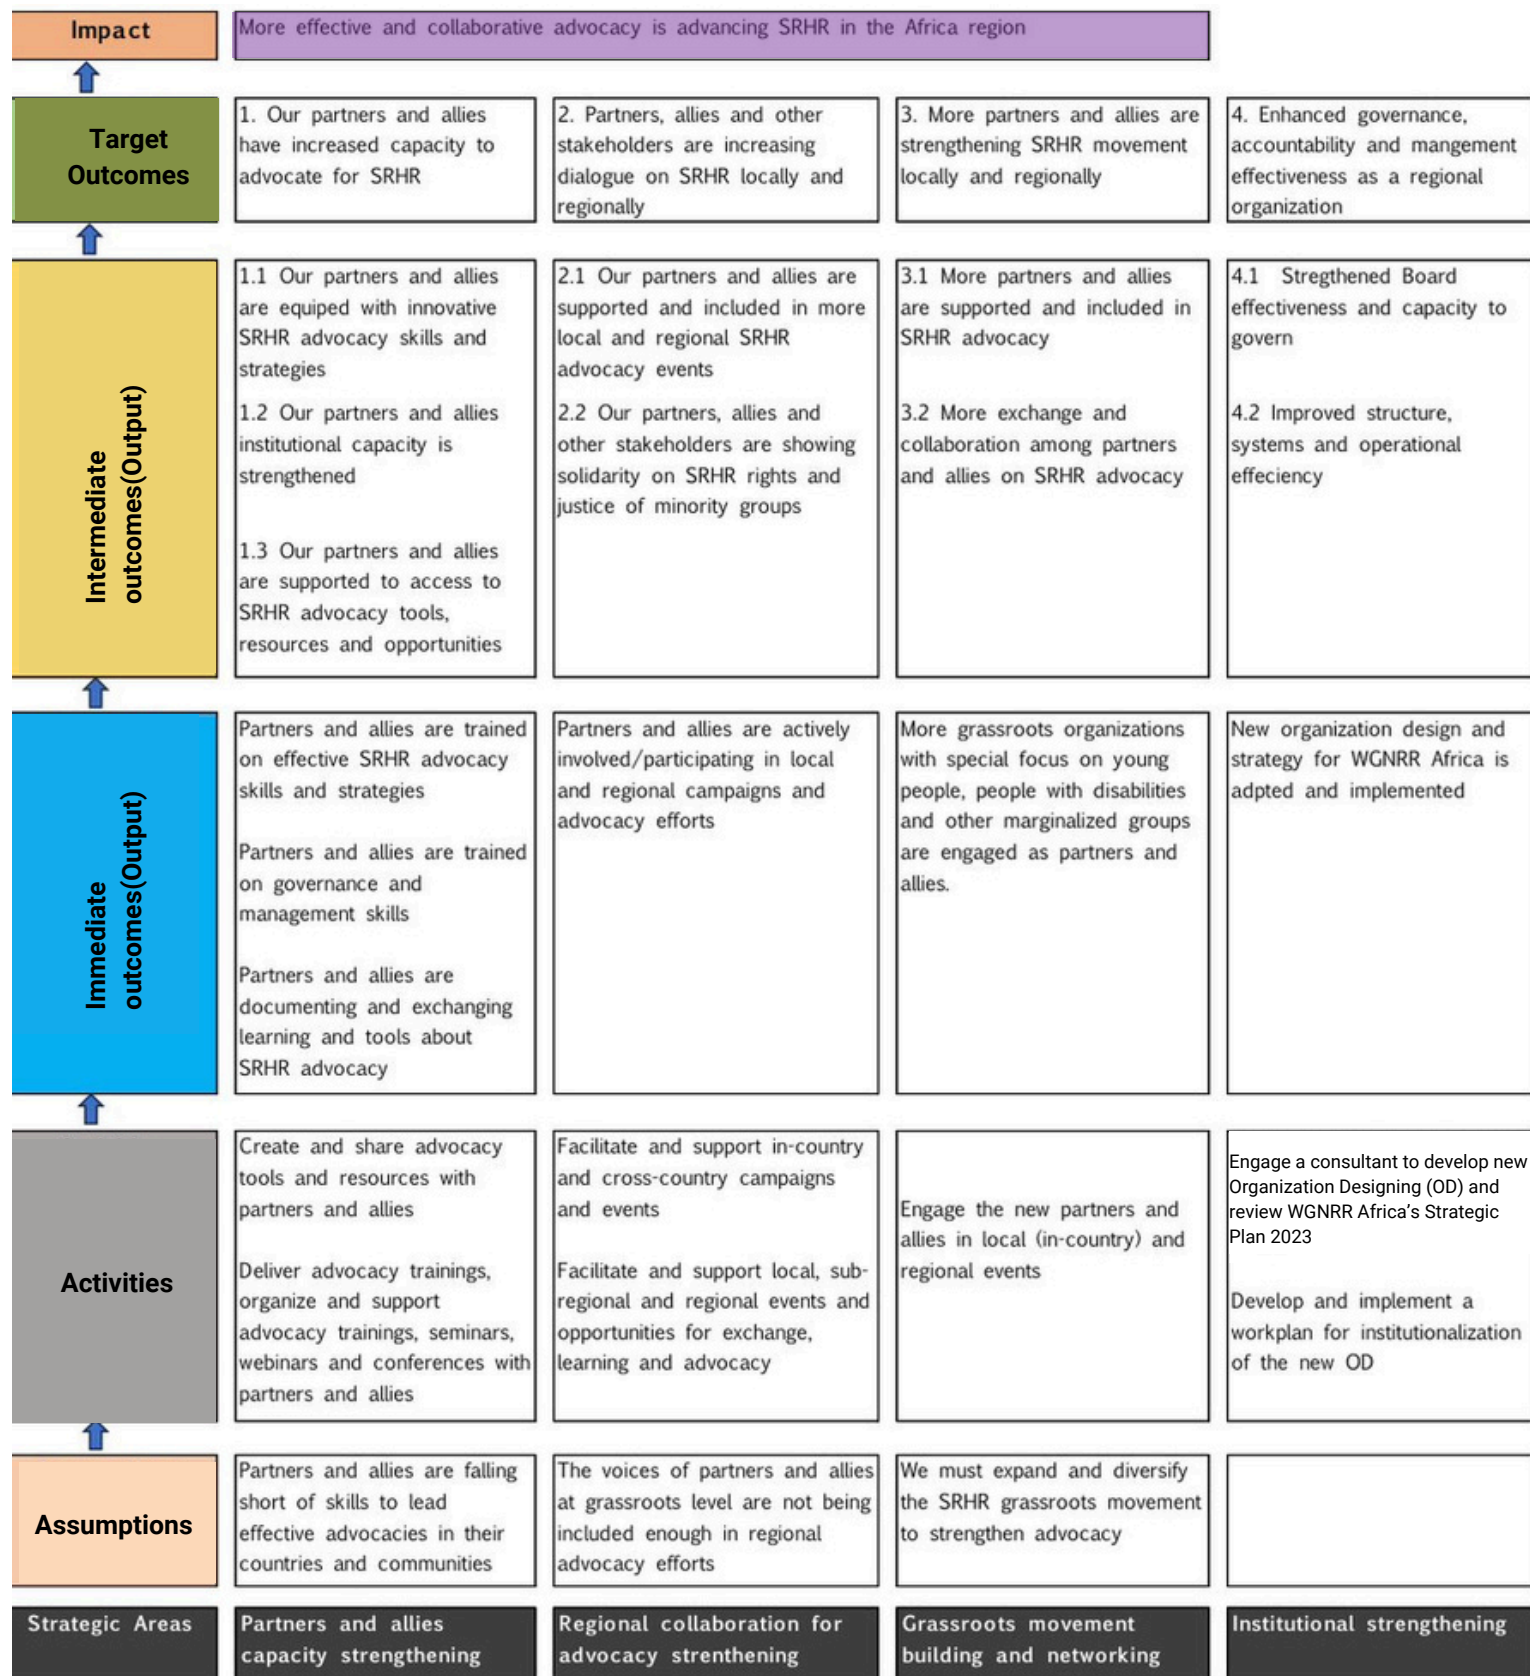 Impact
More effective and collaborative advocacy is advancing SRHR in the Africa region
Target
Outcomes
1. Our partners and allies
have increased capacity to
advocate for SRHR
2. Partners, allies and other
stakeholders are increasing
dialogue on SRHR locally and
regionally
3. More partners and allies are
strengthening SRHR movement
locally and regionally
4. Enhanced governance,
accountability and mangement
effectiveness as a regional
organization
Intermediate
outcomes(Output)
1.1 Our partners and allies
are equiped with innovative
SRHR advocacy skills and
strategies
1.2 Our partners and allies
institutional capacity is
strengthened
1.3 Our partners and allies
are supported to access to
SRHR advocacy tools,
resources and opportunities
2.1 Our partners and allies are
supported and included in more
local and regional SRHR
advocacy events
2.2 Our partners, allies and
other stakeholders are showing
solidarity on SRHR rights and
justice of minority groups
3.1 More partners and allies
are supported and included in
SRHR advocacy
3.2 More exchange and
collaboration among partners
and allies on SRHR advocacy
4.1 Stregthened Board
effectiveness and capacity to
govern
4.2 Improved structure,
systems and operational
effeciency
Immediate
outcomes(Output)
Partners and allies are trained
on effective SRHR advocacy
skills and strategies
Partners and allies are trained
on governance and
management skills
Partners and allies are
documenting and exchanging
learning and tools about
SRHR advocacy
Partners and allies are actively
involved/participating in local
and regional campaigns and
advocacy efforts
More grassroots organizations
with special focus on young
people, people with disabilities
and other marginalized groups
are engaged as partners and
allies.
New organization design and
strategy for WGNRR Africa is
adpted and implemented
Activities
Create and share advocacy
tools and resources with
partners and allies
Deliver advocacy trainings,
organize and support
advocacy trainings, seminars,
webinars and conferences with
partners and allies
Facilitate and support in-country
and cross-country campaigns
and events
Facilitate and support local, sub-
regional and regional events and
opportunities for exchange,
learning and advocacy
Engage the new partners and
allies in local (in-country) and
regional events
Engage a consultant to develop new
Organization Designing (OD) and
review WGNRR Africa’s Strategic
Plan 2023
Develop and implement a
workplan for institutionalization
of the new OD
Assumptions
Partners and allies are falling
short of skills to lead
effective advocacies in their
countries and communities
The voices of partners and allies
at grassroots level are not being
included enough in regional
advocacy efforts
We must expand and diversify
the SRHR grassroots movement
to strengthen advocacy
Strategic Areas
Partners and allies
capacity strengthening
Regional collaboration for
advocacy strenthening
Grassroots movement
building and networking
Institutional strengthening